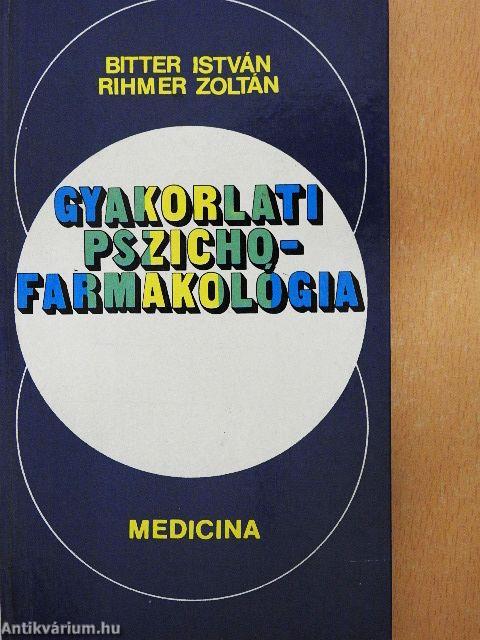 BITTER ISTVÁN
RIHMER ZOLTÁN
GYAKORLATI
PSZICHO-
FARMAKOLÓGIA
MEDICINA
Antikvárium.hu